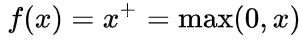 f(x) = x⁺ = max(0, x)